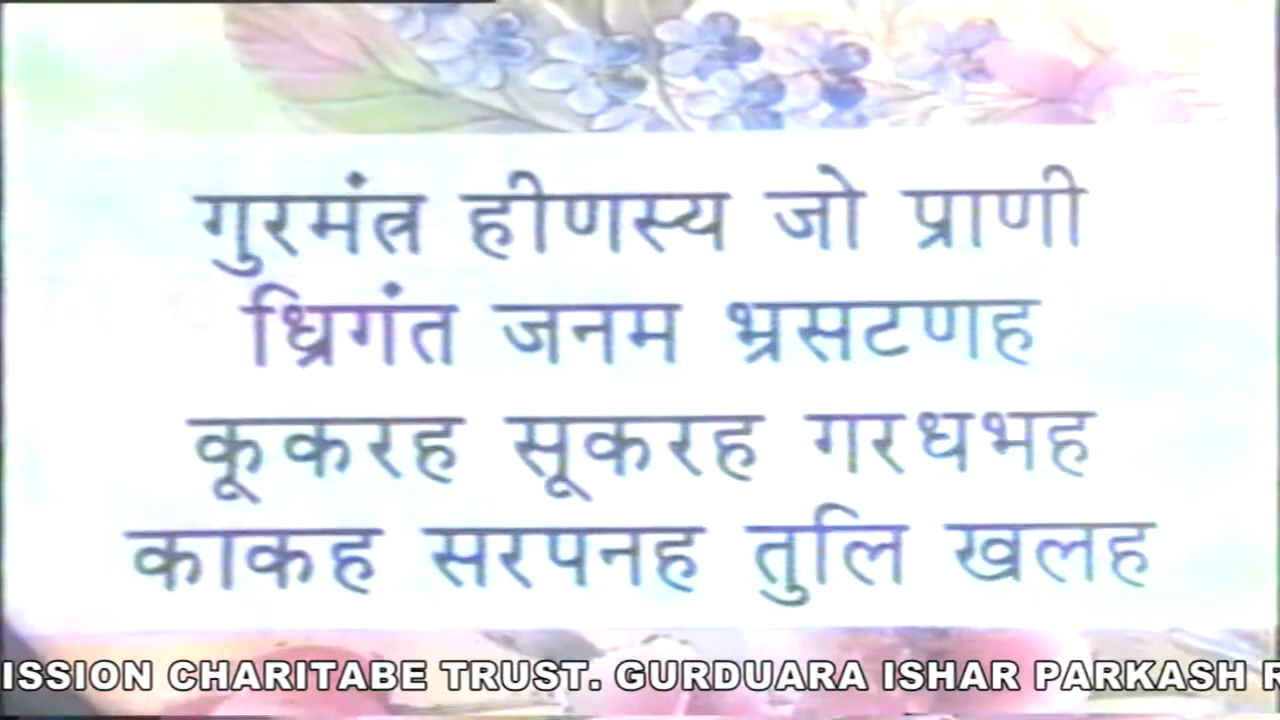 गुरमंत्र हीणस्य जो प्राणी
ध्रिगंत जनम भ्रसटणह
कूकरह सूकरह गरधभह
काकह सरपनह तुलि खलह
ISSION CHARITABE TRUST. GURDUARA ISHAR PARKASH